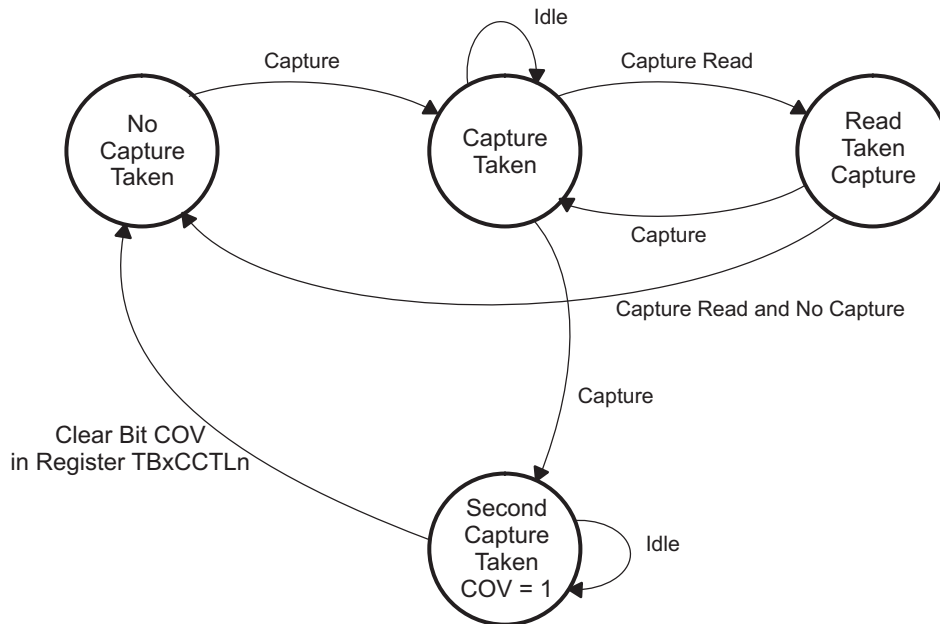 Idle
Capture
Capture Read
No
Capture
Taken
Capture
Taken
Read
Taken
Capture
Capture
Capture Read and No Capture
Capture
Clear Bit COV
in Register TBxCCTLn
Second
Capture
Taken
COV = 1
Idle